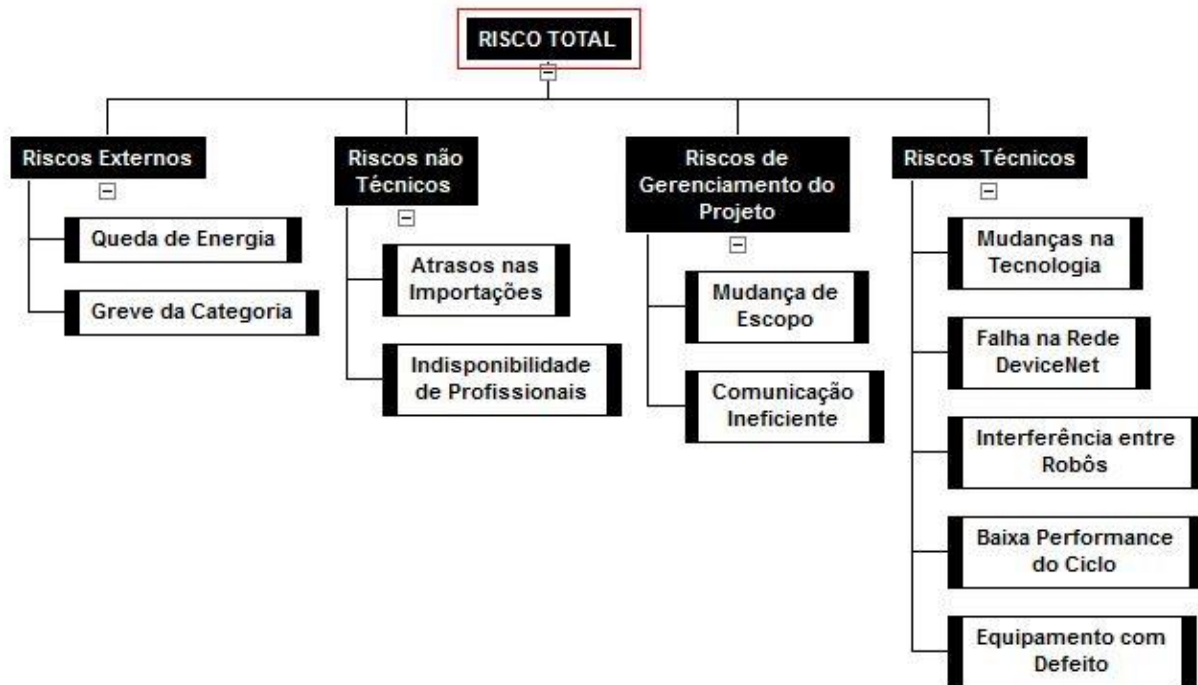 RISCO TOTAL
Riscos Externos
Queda de Energia
Greve da Categoria
Riscos não
Técnicos
Atrasos nas
Importações
Indisponibilidade
de Profissionais
Riscos de
Gerenciamento do
Projeto
Mudança de
Escopo
Comunicação
Ineficiente
Riscos Técnicos
Mudanças na
Tecnologia
Falha na Rede
DeviceNet
Interferência entre
Robôs
Baixa Performance
do Ciclo
Equipamento com
Defeito